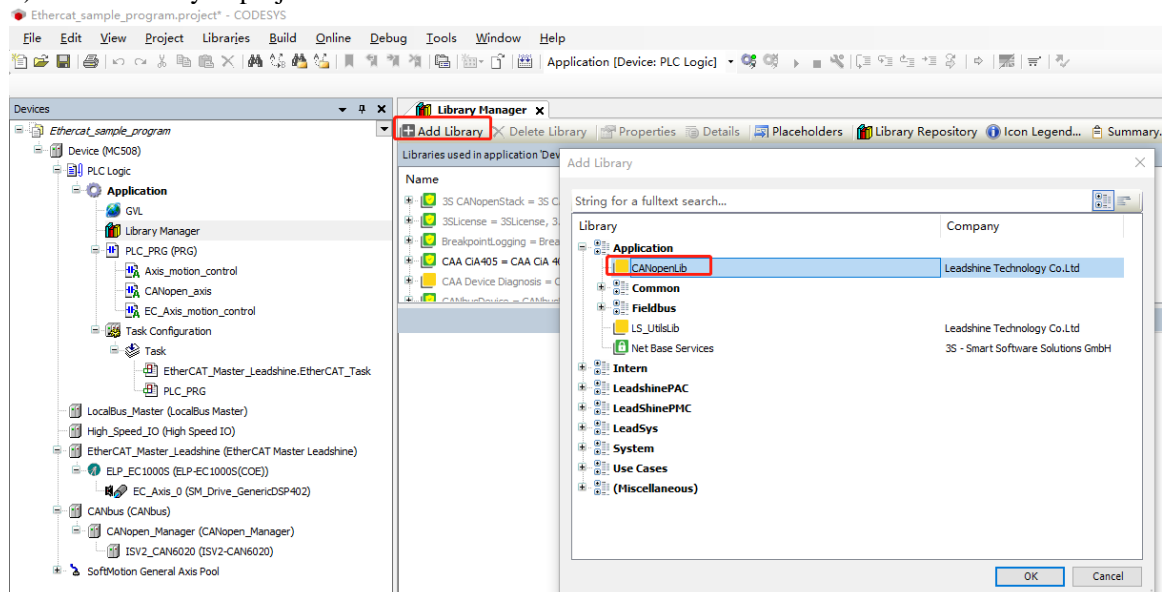 Ethercat_sample_program.project* - CODESYS
File Edit View Project Libraries Build Online Debug Tools Window Help
Application [Device: PLC Logic]
Devices
Ethercat_sample_program
Device (MC508)
PLC Logic
Application
GVL
Library Manager
PLC_PRG (PRG)
Axis_motion_control
CANopen_axis
EC_Axis_motion_control
Task Configuration
Task
EtherCAT_Master_Leadshine.EtherCAT_Task
PLC_PRG
LocalBus_Master (LocalBus Master)
High_Speed_IO (High Speed IO)
EtherCAT_Master_Leadshine (EtherCAT Master Leadshine)
ELP_EC1000S (ELP-EC1000S(COE))
EC_Axis_0 (SM_Drive_GenericDSP402)
CANbus (CANbus)
CANopen_Manager (CANopen_Manager)
ISV2_CAN6020 (ISV2-CAN6020)
SoftMotion General Axis Pool
Library Manager
Add Library Delete Library Properties Details Placeholders Library Repository Icon Legend... Summary.
Libraries used in application 'Dev
Name
3S CANopenStack = 3S C
3SLicense = 3SLicense, 3.
BreakpointLogging = Brea
CAA CiA405 = CAA CiA 4
CAA Device Diagnosis = C
Add Library
String for a fulltext search...
Library Company
Application
CANopenLib Leadshine Technology Co.Ltd
Common
Fieldbus
LS_UtilsLib Leadshine Technology Co.Ltd
Net Base Services 3S - Smart Software Solutions GmbH
Intern
LeadshinePAC
LeadShinePMC
LeadSys
System
Use Cases
(Miscellaneous)
OK Cancel